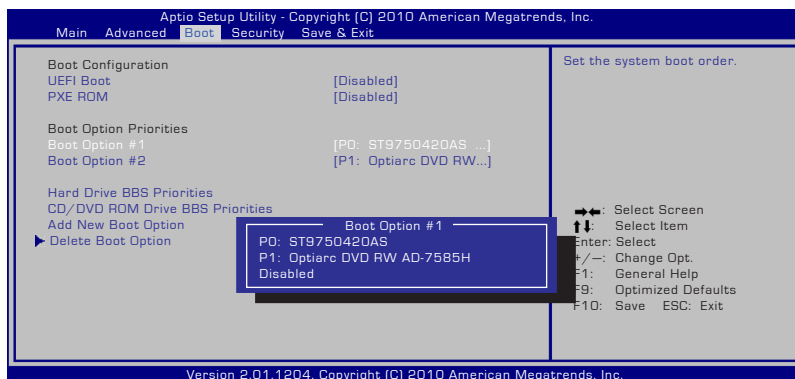 Aptio Setup Utility - Copyright (C) 2010 American Megatrends, Inc.
Main Advanced Boot Security Save & Exit
Boot Configuration
UEFI Boot [Disabled]
PXE ROM [Disabled]
Boot Option Priorities
Boot Option #1 [P0: ST9750420AS ...]
Boot Option #2 [P1: Optiarc DVD RW...]
Hard Drive BBS Priorities
CD/DVD ROM Drive BBS Priorities
Add New Boot Option
Delete Boot Option
Boot Option #1
P0: ST9750420AS
P1: Optiarc DVD RW AD-7585H
Disabled
Set the system boot order.
→←: Select Screen
↑↓: Select Item
Enter: Select
+/—: Change Opt.
F1: General Help
F9: Optimized Defaults
F10: Save ESC: Exit
Version 2.01.1204. Copyright (C) 2010 American Megatrends, Inc.